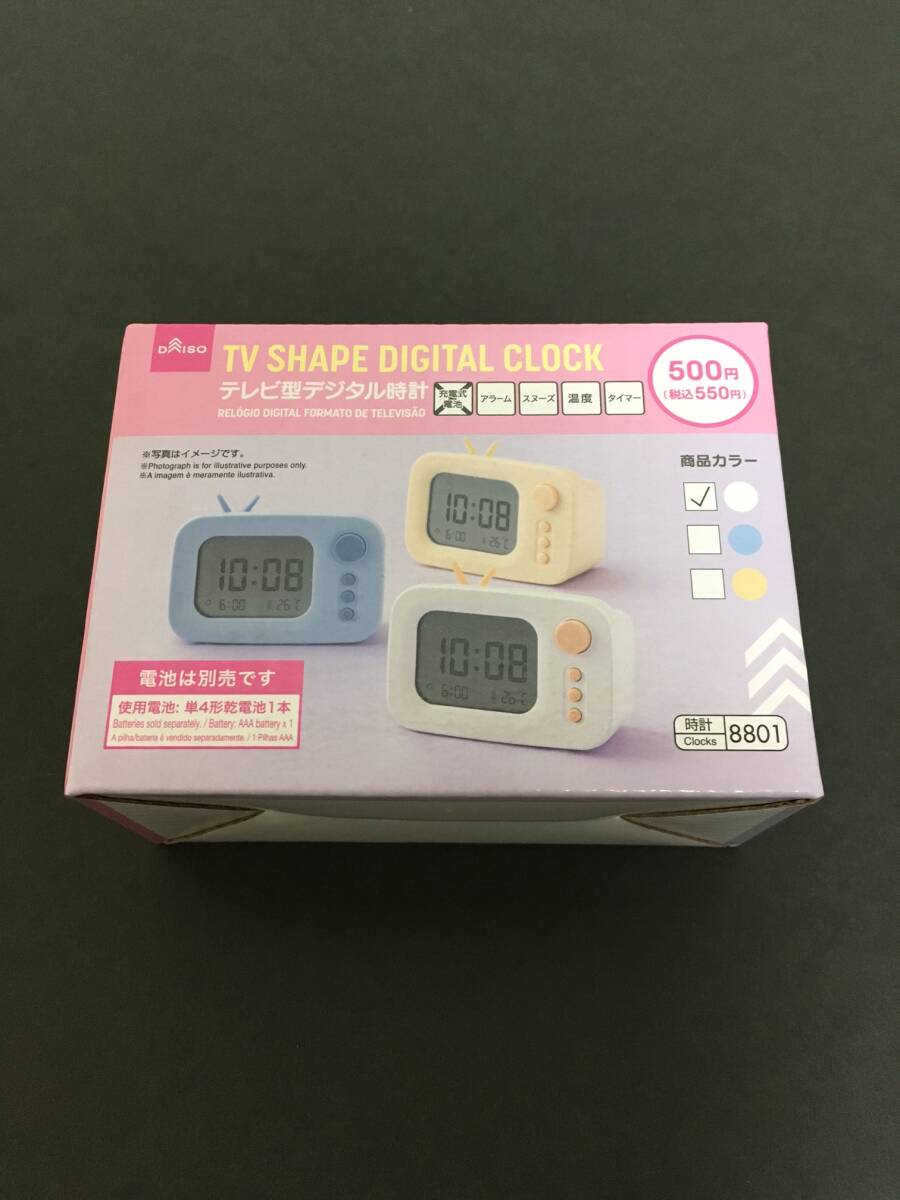 DAISO
TV SHAPE DIGITAL CLOCK
テレビ型デジタル時計
RELÓGIO DIGITAL FORMATO DE TELEVISÃO
充電式電池
アラーム
スヌーズ
温度
タイマー
500円
(税込550円)
※写真はイメージです。
※Photograph is for illustrative purposes only.
※A imagem é meramente ilustrativa.
商品カラー
10:08
6:00 26℃
10:08
6:00 26℃
10:08
6:00 26℃
電池は別売です
使用電池: 単4形乾電池1本
Batteries sold separately. / Battery: AAA battery x 1
A pilha/bateria é vendido separadamente. / 1 Pilhas AAA
時計
Clocks
8801